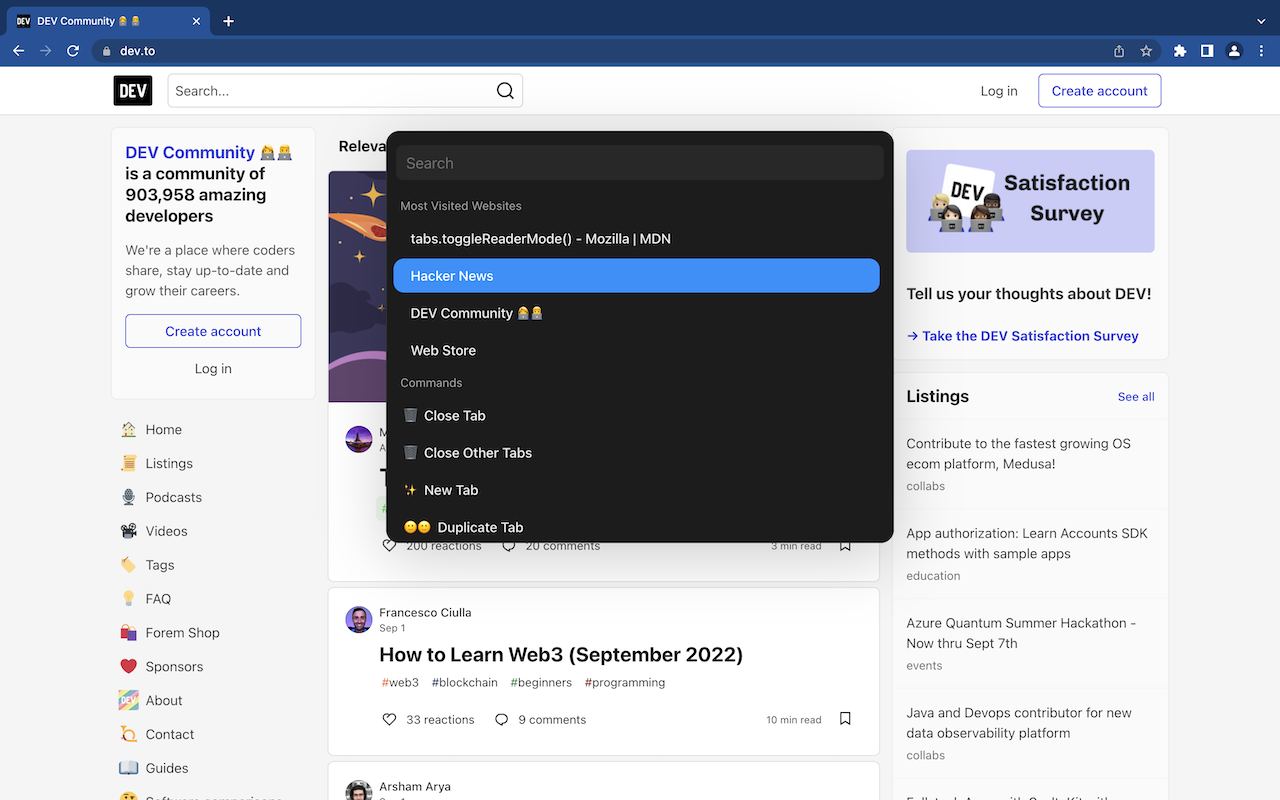 DEV Community 👩‍💻👨‍💻
dev.to
DEV
Search...
Log in
Create account
DEV Community 👩‍💻👨‍💻
is a community of
903,958 amazing
developers
We're a place where coders
share, stay up-to-date and
grow their careers.
Create account
Log in
Home
Listings
Podcasts
Videos
Tags
FAQ
Forem Shop
Sponsors
About
Contact
Guides
Releva
Search
Most Visited Websites
tabs.toggleReaderMode() - Mozilla | MDN
Hacker News
DEV Community 👩‍💻👨‍💻
Web Store
Commands
🗑️ Close Tab
🗑️ Close Other Tabs
✨ New Tab
🙂🙂 Duplicate Tab
200 reactions
20 comments
3 min read
Francesco Ciulla
Sep 1
How to Learn Web3 (September 2022)
#web3 #blockchain #beginners #programming
33 reactions
9 comments
10 min read
Arsham Arya
DEV
Satisfaction
Survey
Tell us your thoughts about DEV!
→ Take the DEV Satisfaction Survey
Listings
See all
Contribute to the fastest growing OS
ecom platform, Medusa!
collabs
App authorization: Learn Accounts SDK
methods with sample apps
education
Azure Quantum Summer Hackathon -
Now thru Sept 7th
events
Java and Devops contributor for new
data observability platform
collabs